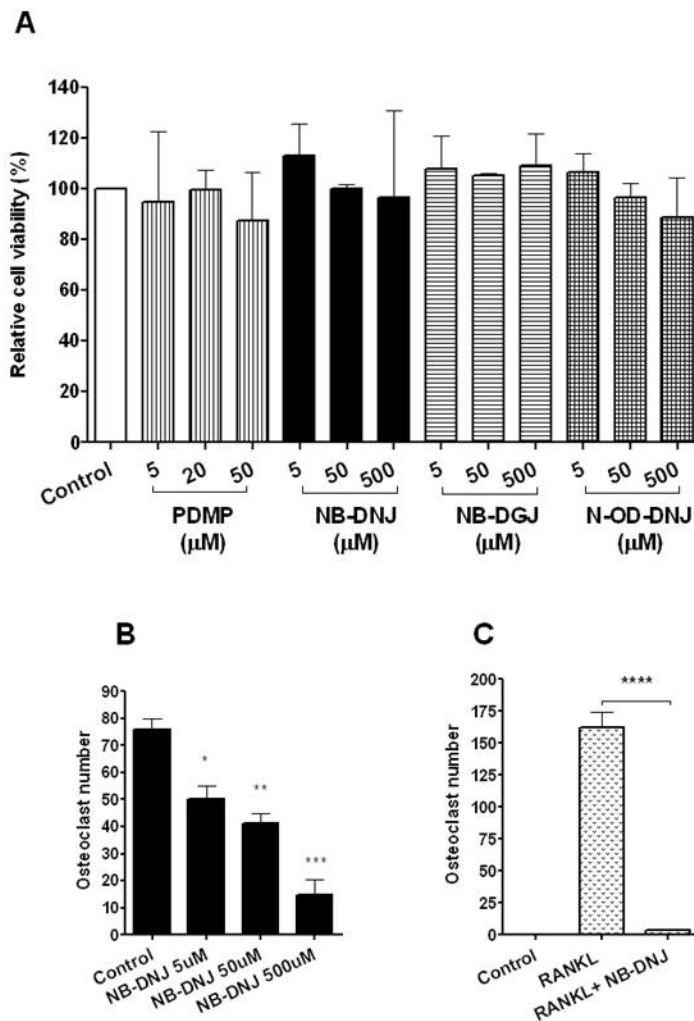 A
Relative cell viability (%)
140
120
100
80
60
40
20
0
Control
5 20 50
5 50 500
5 50 500
5 50 500
PDMP NB-DNJ NB-DGJ N-OD-DNJ
(µM) (µM) (µM) (µM)
B
Osteoclast number
90
80
70
60
50
40
30
20
10
0
*
**
***
Control
NB-DNJ 5uM
NB-DNJ 50uM
NB-DNJ 500uM
C
Osteoclast number
200
175
150
125
100
75
50
25
0
****
Control
RANKL
RANKL+ NB-DNJ